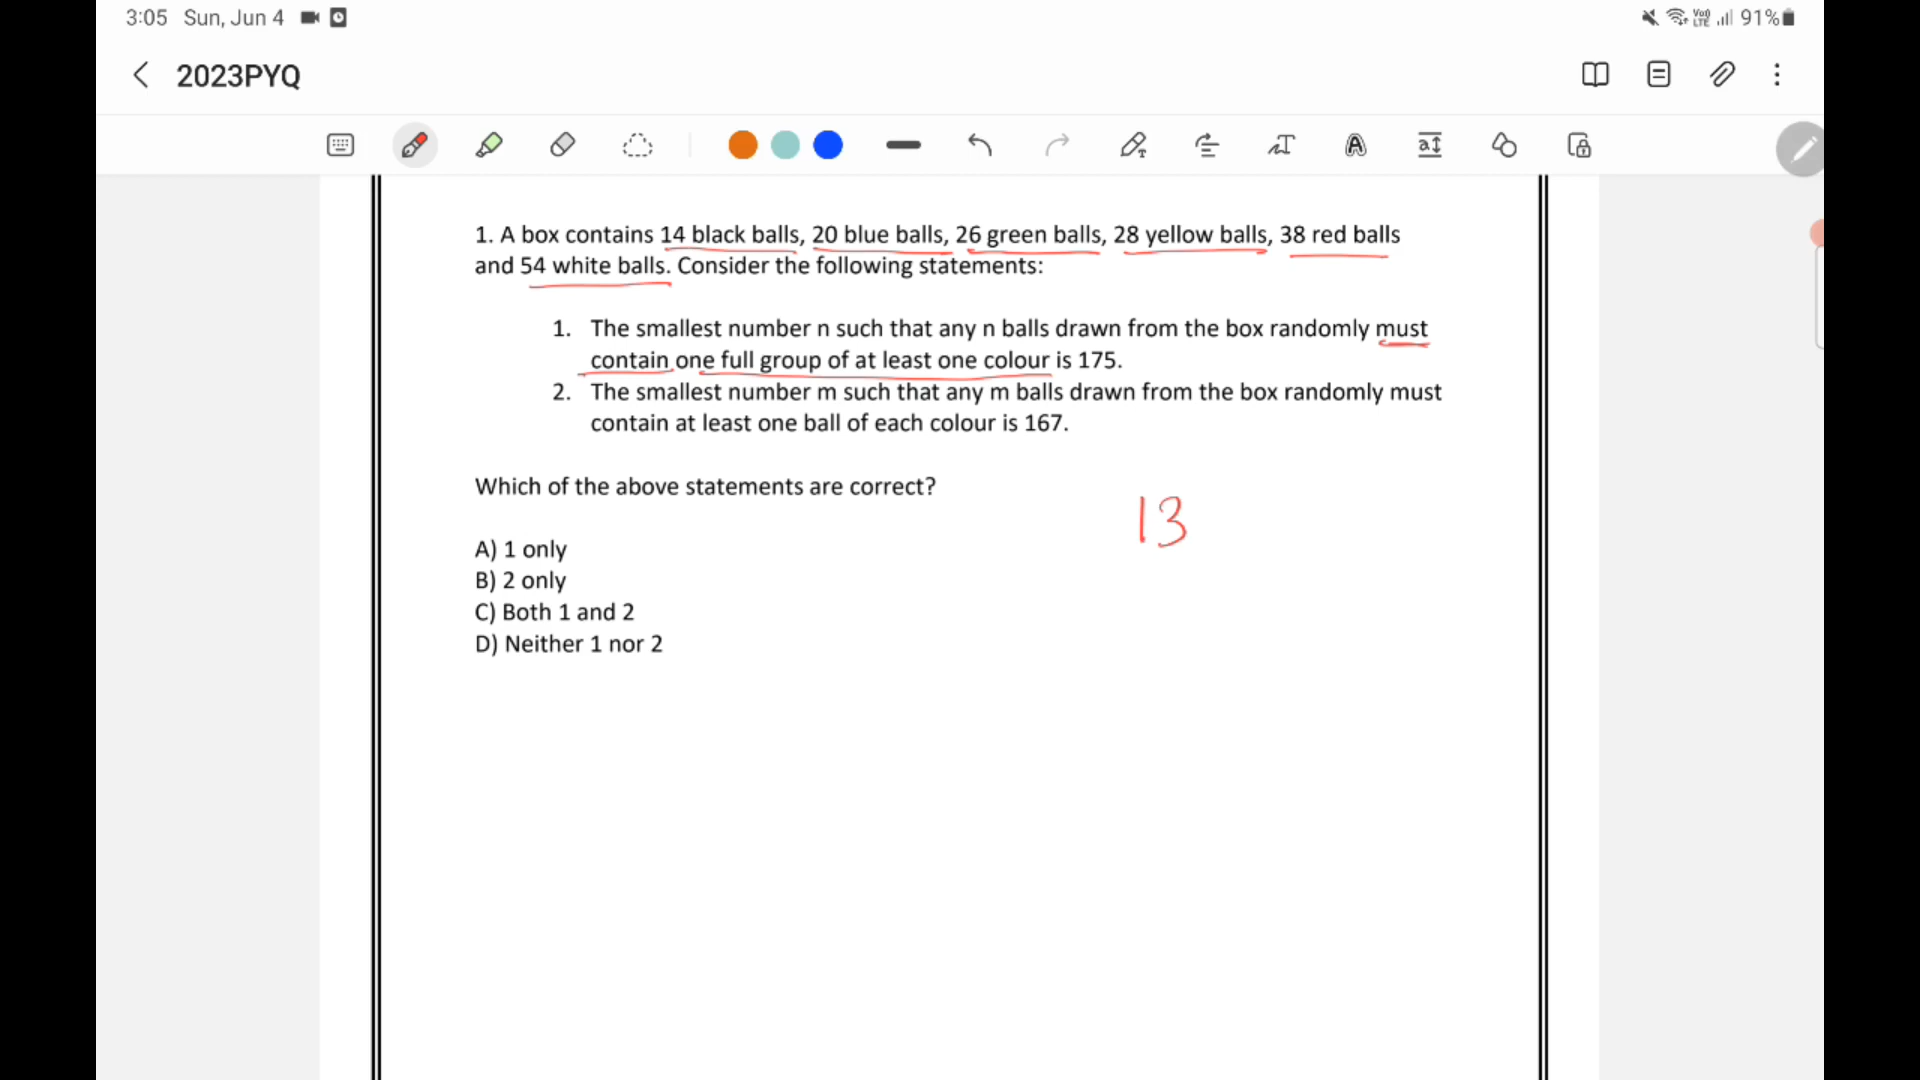 3:05 Sun, Jun 4
Vo) LTE 91%
2023PYQ
1. A box contains 14 black balls, 20 blue balls, 26 green balls, 28 yellow balls, 38 red balls
and 54 white balls. Consider the following statements:
1. The smallest number n such that any n balls drawn from the box randomly must
contain one full group of at least one colour is 175.
2. The smallest number m such that any m balls drawn from the box randomly must
contain at least one ball of each colour is 167.
Which of the above statements are correct?
13
A) 1 only
B) 2 only
C) Both 1 and 2
D) Neither 1 nor 2